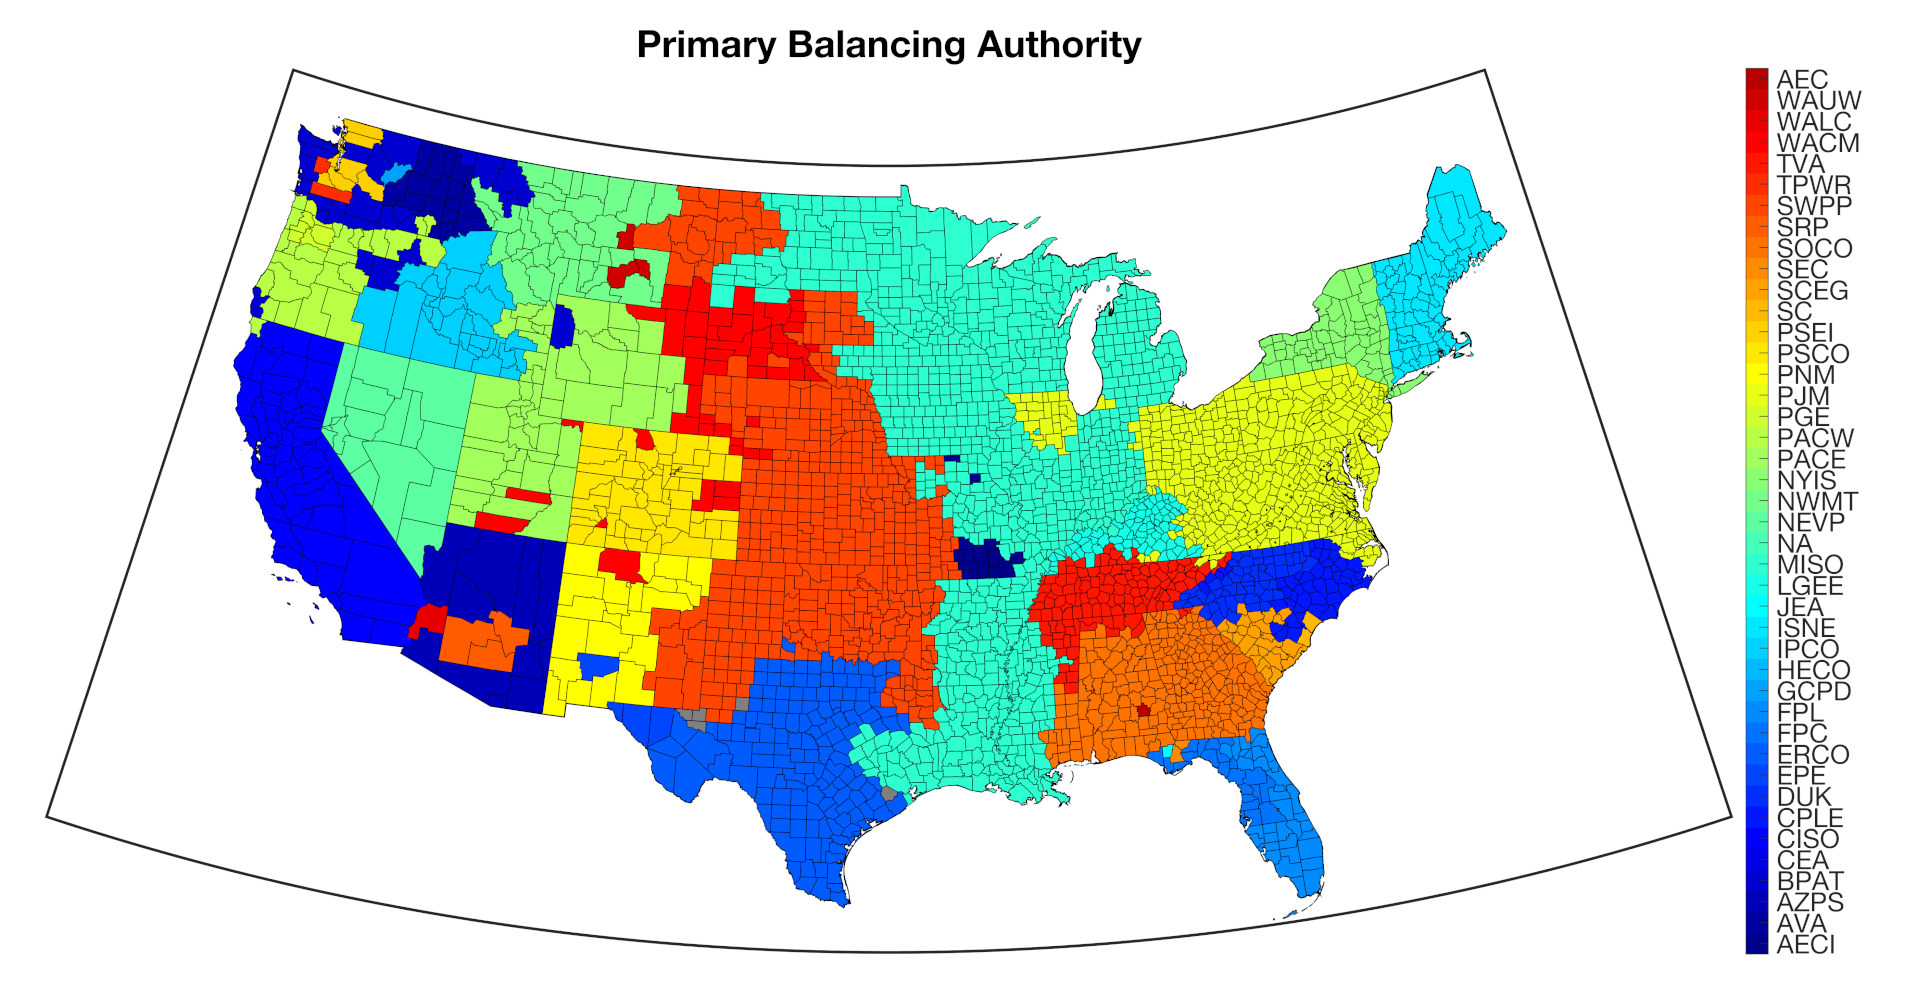 Primary Balancing Authority
AEC
WAUW
WALC
WACM
TVA
TPWR
SWPP
SRP
SOCO
SEC
SCEG
SC
PSEI
PSCO
PNM
PJM
PGE
PACW
PACE
NYIS
NWMT
NEVP
NA
MISO
LGEE
JEA
ISNE
IPCO
HECO
GCPD
FPL
FPC
ERCO
EPE
DUK
CPLE
CISO
CEA
BPAT
AZPS
AVA
AECI